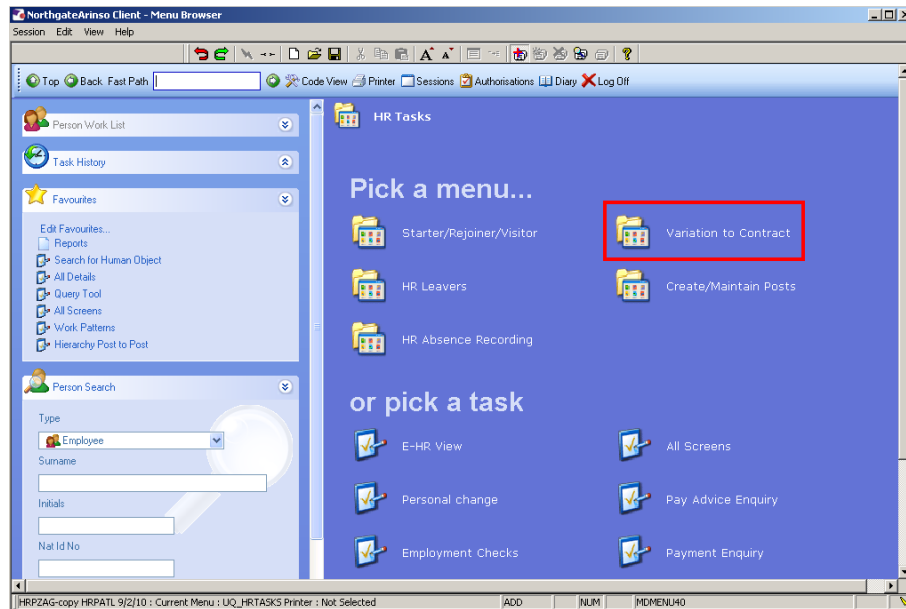 NorthgateArinso Client - Menu Browser
Session Edit View Help
Top Back Fast Path Code View Printer Sessions Authorisations Diary Log Off
Person Work List
Task History
Favourites
Edit Favourites...
Reports
Search for Human Object
All Details
Query Tool
All Screens
Work Patterns
Hierarchy Post to Post
Person Search
Type
Employee
Surname
Initials
Nat Id No
HR Tasks
Pick a menu...
Starter/Rejoiner/Visitor Variation to Contract
HR Leavers Create/Maintain Posts
HR Absence Recording
or pick a task
E-HR View All Screens
Personal change Pay Advice Enquiry
Employment Checks Payment Enquiry
HRPZAG-copy HRPATL 9/2/10 : Current Menu : UQ_HRTASKS Printer : Not Selected ADD NUM MDMENU40